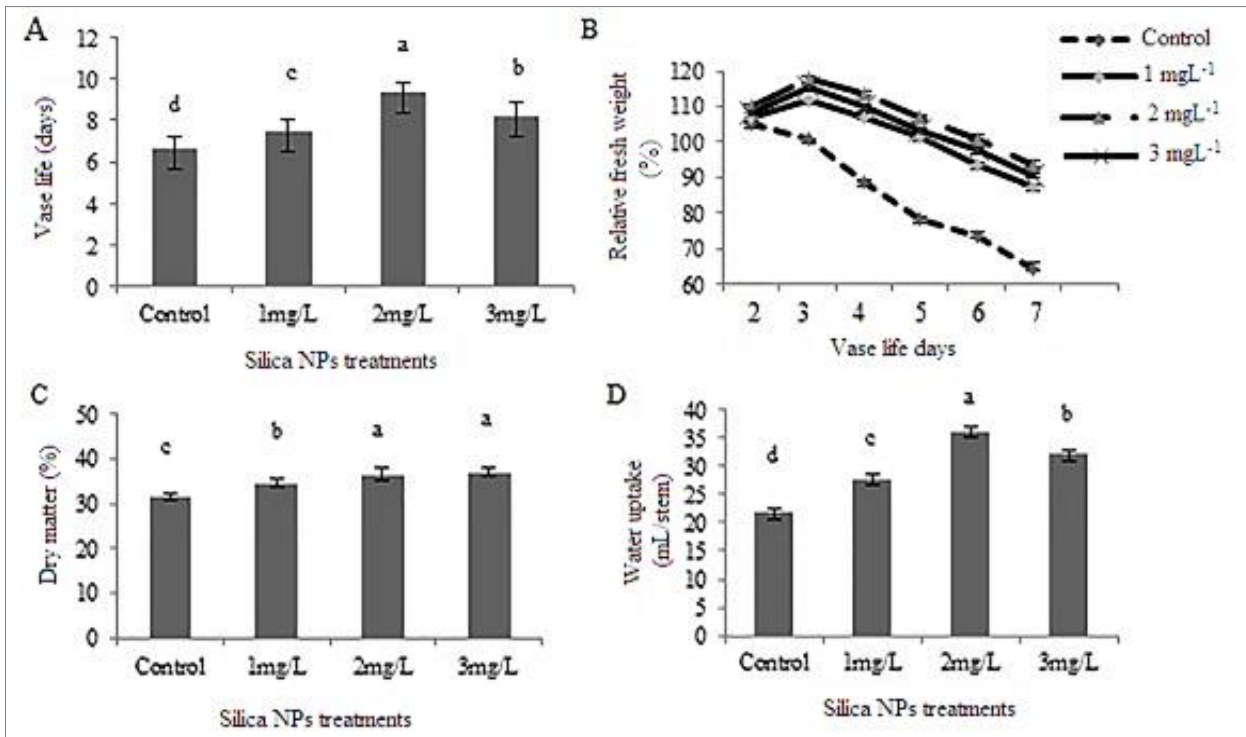 A
Vase life (days)
12
10
8
6
4
2
0
d
c
a
b
Control 1mg/L 2mg/L 3mg/L
Silica NPs treatments
B
Relative fresh weight
(%)
120
110
100
90
80
70
60
2 3 4 5 6 7
Vase life days
Control
1 mgL-1
2 mgL-1
3 mgL-1
C
Dry matter (%)
50
40
30
20
10
0
c
b
a
a
Control 1mg/L 2mg/L 3mg/L
Silica NPs treatments
D
Water uptake
(mL/stem)
40
35
30
25
20
15
10
5
0
d
c
a
b
Control 1mg/L 2mg/L 3mg/L
Silica NPs treatments